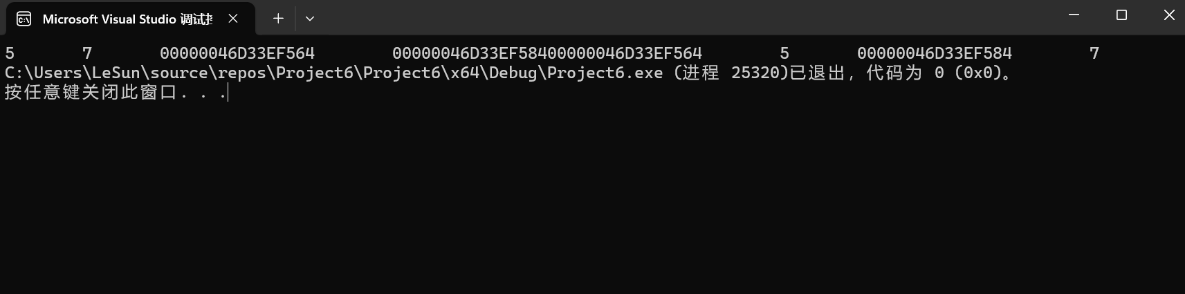 Microsoft Visual Studio 调试控
5 7 00000046D33EF564 00000046D33EF58400000046D33EF564 5 00000046D33EF584 7
C:\Users\LeSun\source\repos\Project6\Project6\x64\Debug\Project6.exe (进程 25320)已退出，代码为 0 (0x0)。
按任意键关闭此窗口. . .